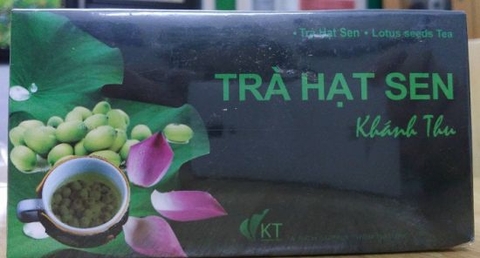 • Trà Hạt Sen • Lotus seeds Tea
TRÀ HẠT SEN
Khánh Thu
KT